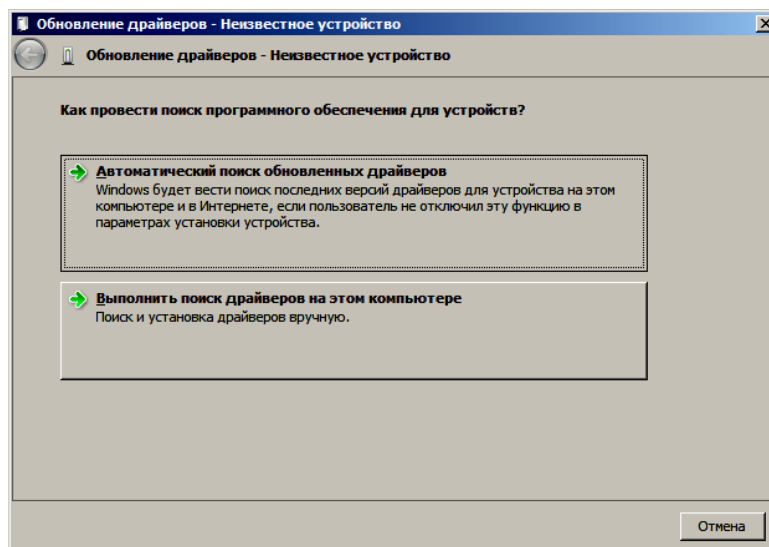 Обновление драйверов - Неизвестное устройство
Обновление драйверов - Неизвестное устройство
Как провести поиск программного обеспечения для устройств?
Автоматический поиск обновленных драйверов
Windows будет вести поиск последних версий драйверов для устройства на этом
компьютере и в Интернете, если пользователь не отключил эту функцию в
параметрах установки устройства.
Выполнить поиск драйверов на этом компьютере
Поиск и установка драйверов вручную.
Отмена